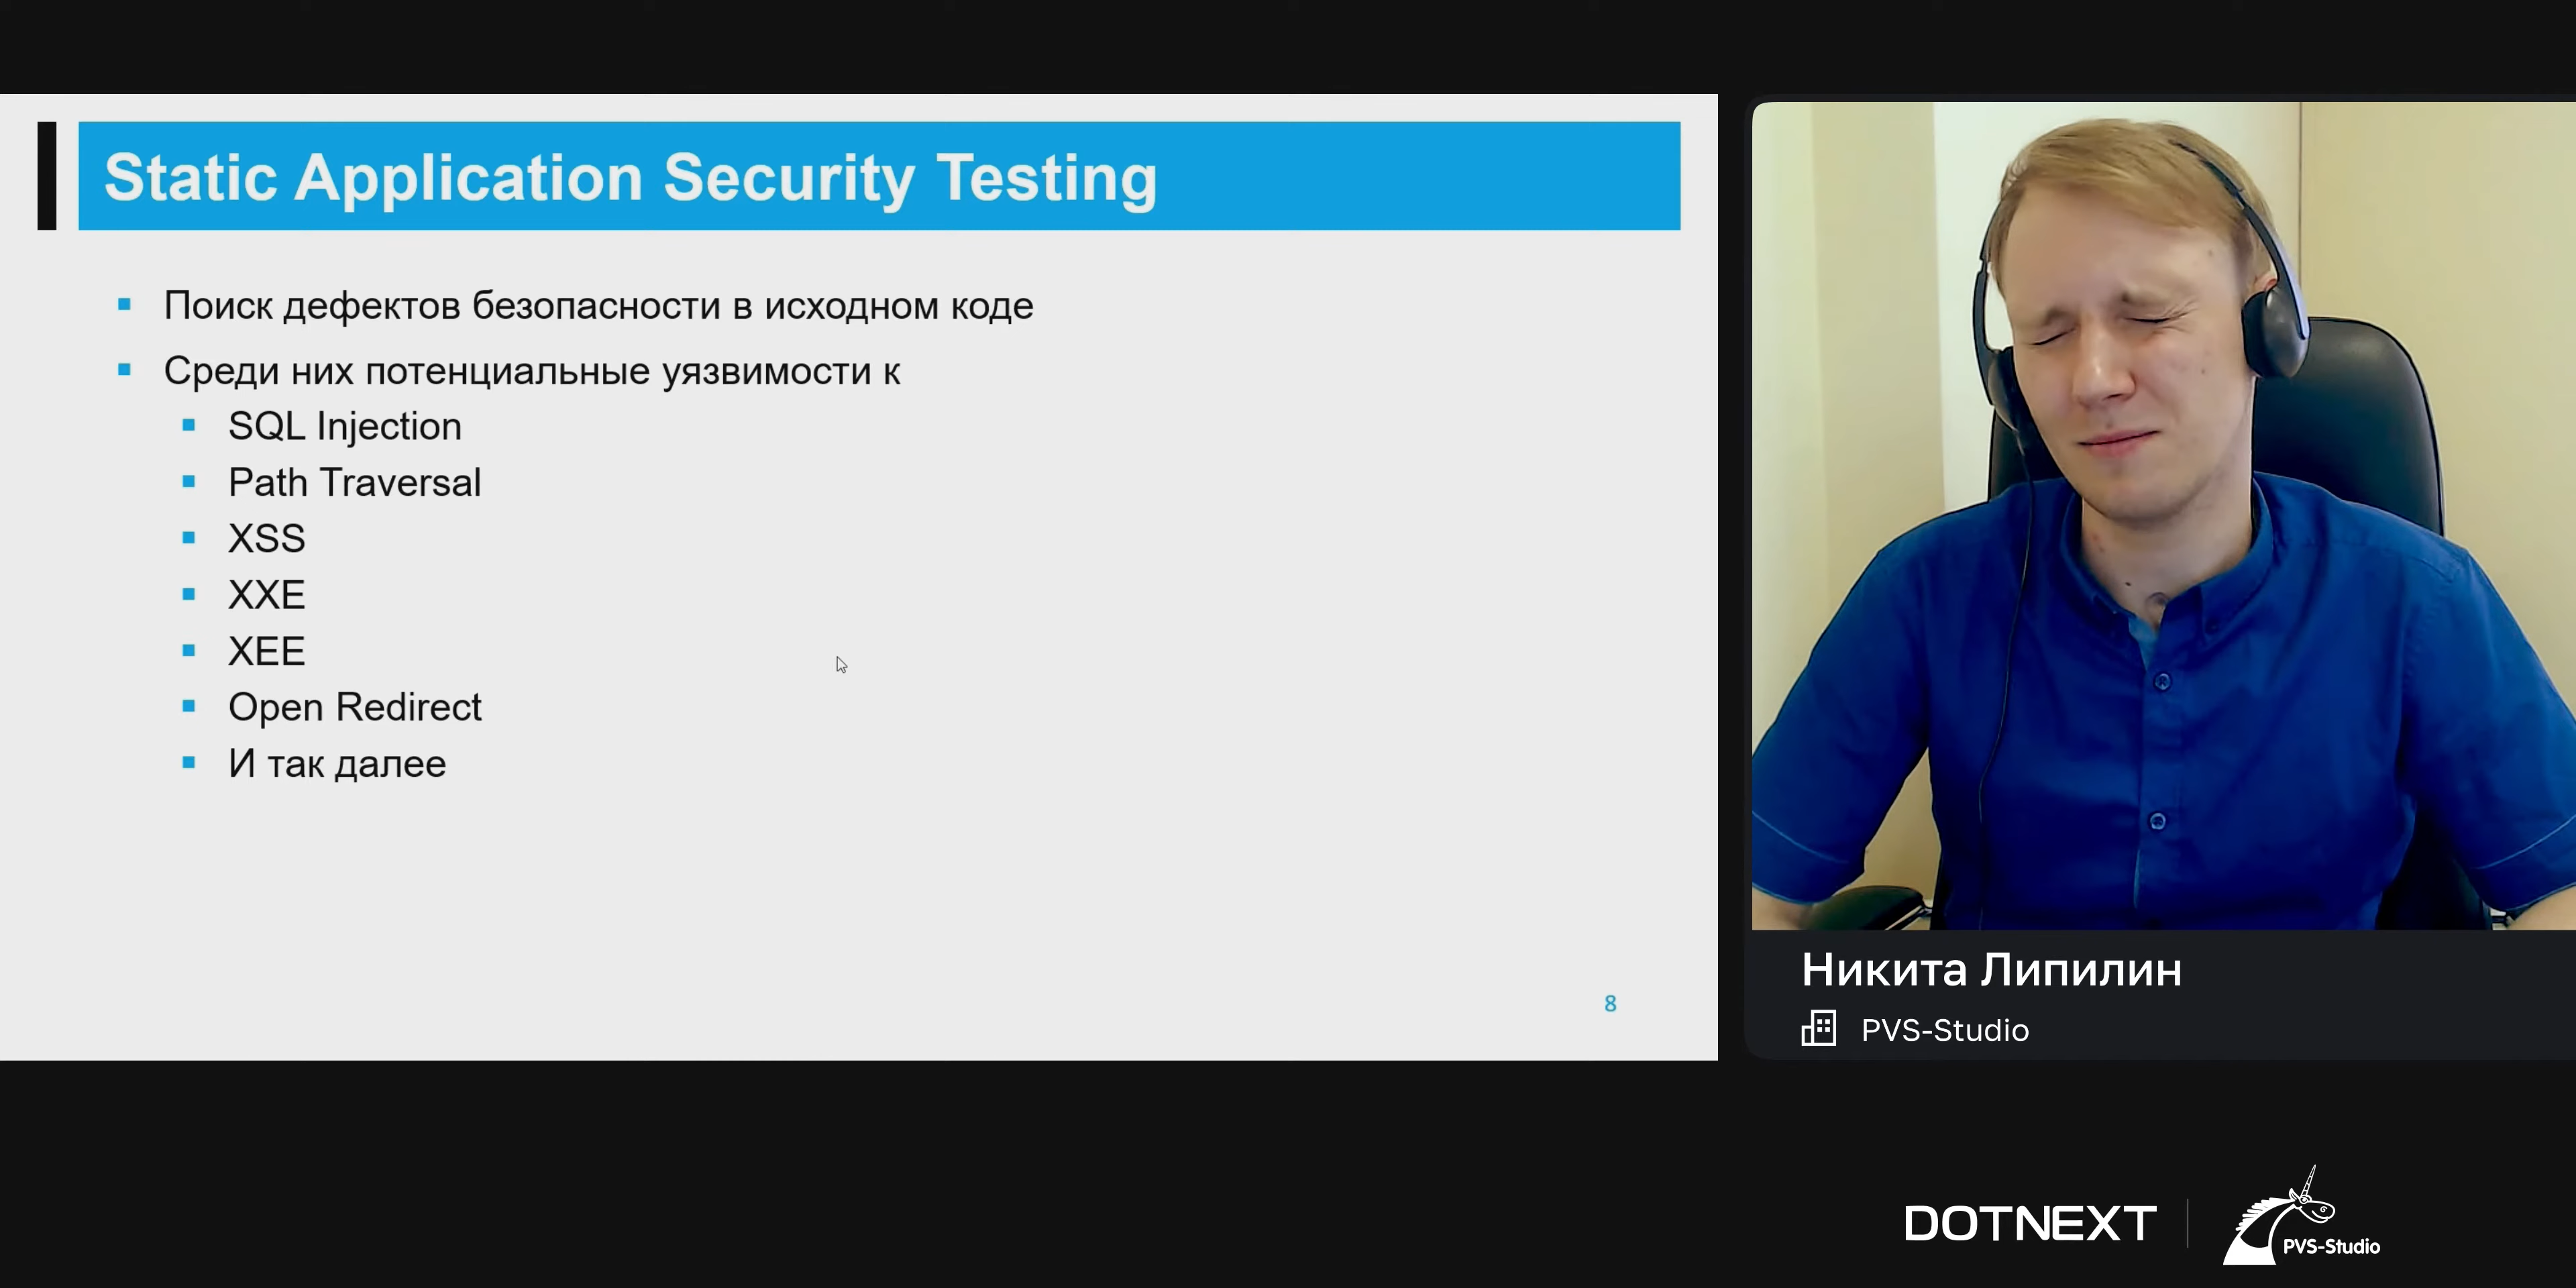 Static Application Security Testing
Поиск дефектов безопасности в исходном коде
Среди них потенциальные уязвимости к
SQL Injection
Path Traversal
XSS
XXE
XEE
Open Redirect
И так далее
8
Никита Липилин
PVS-Studio
DOTNEXT
PVS-Studio